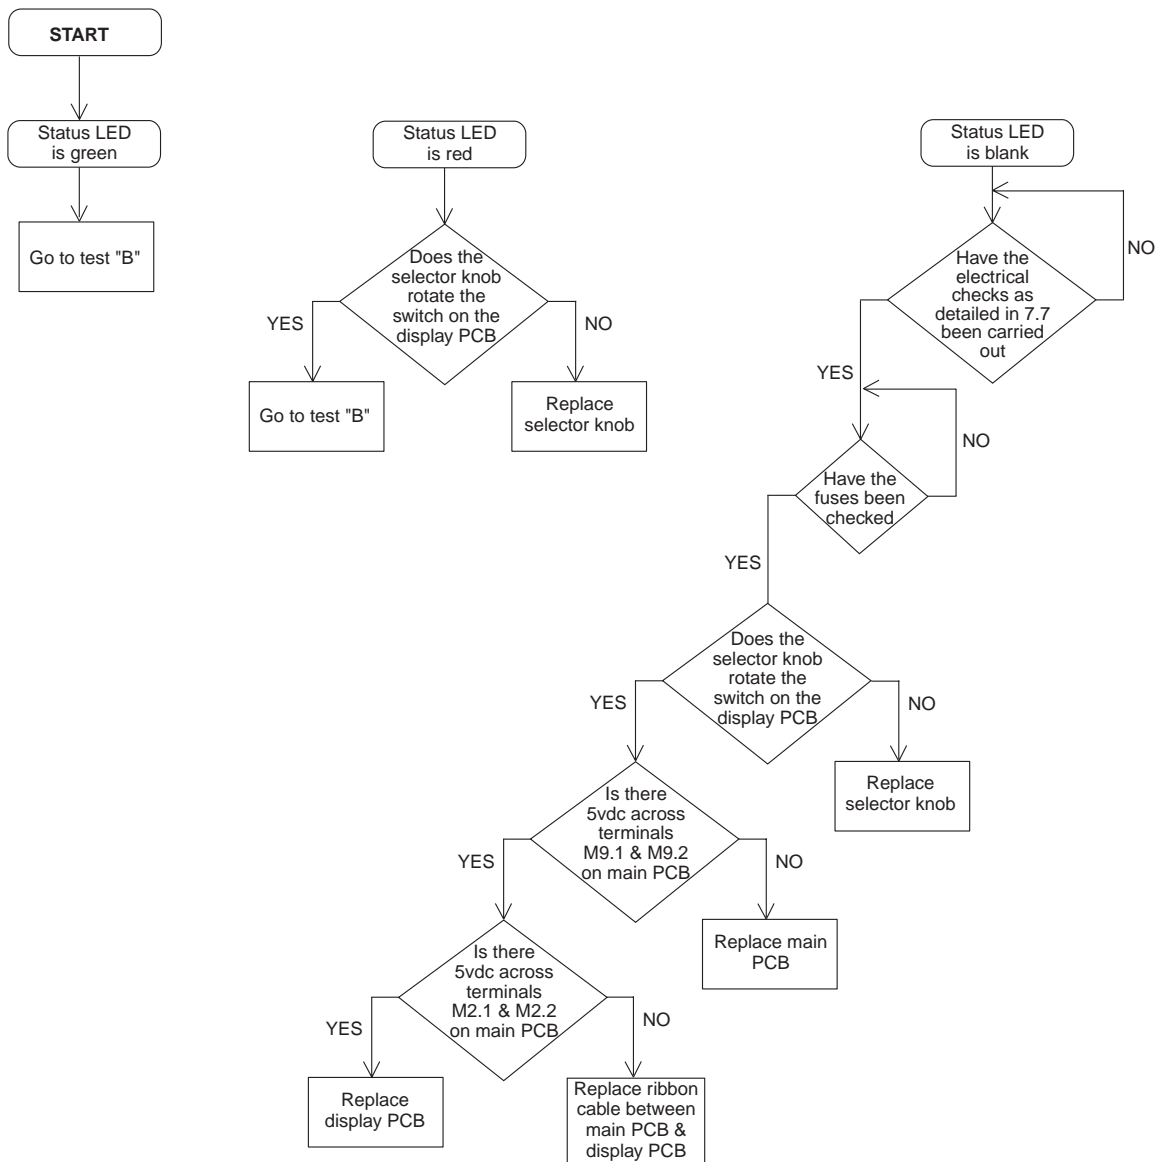 START
Status LED
is green
Go to test "B"
Status LED
is red
Does the
selector knob
rotate the
switch on the
display PCB
YES
NO
Go to test "B"
Replace
selector knob
Status LED
is blank
NO
Have the
electrical
checks as
detailed in 7.7
been carried
out
YES
NO
Have the
fuses been
checked
YES
Does the
selector knob
rotate the
switch on the
display PCB
YES
NO
Replace
selector knob
Is there
5vdc across
terminals
M9.1 & M9.2
on main PCB
YES
NO
Replace main
PCB
Is there
5vdc across
terminals
M2.1 & M2.2
on main PCB
YES
NO
Replace
display PCB
Replace ribbon
cable between
main PCB &
display PCB